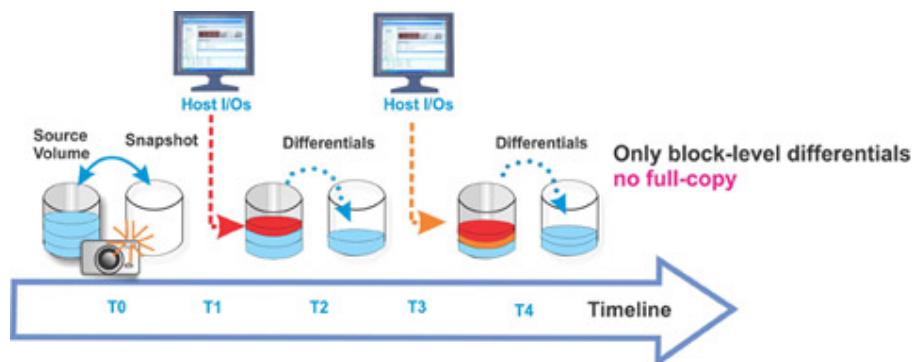 Host I/Os
Host I/Os
Source
Volume
Snapshot
Differentials
Differentials
Only block-level differentials
no full-copy
T0
T1
T2
T3
T4
Timeline